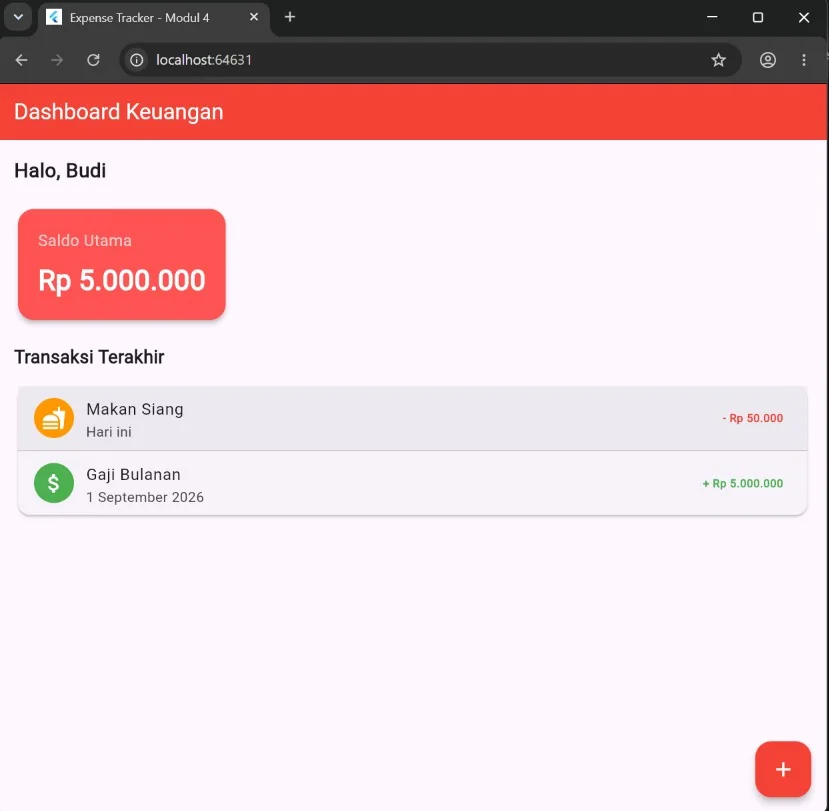 Expense Tracker - Modul 4
localhost:64631
Dashboard Keuangan
Halo, Budi
Saldo Utama
Rp 5.000.000
Transaksi Terakhir
Makan Siang
- Rp 50.000
Hari ini
Gaji Bulanan
+ Rp 5.000.000
1 September 2026